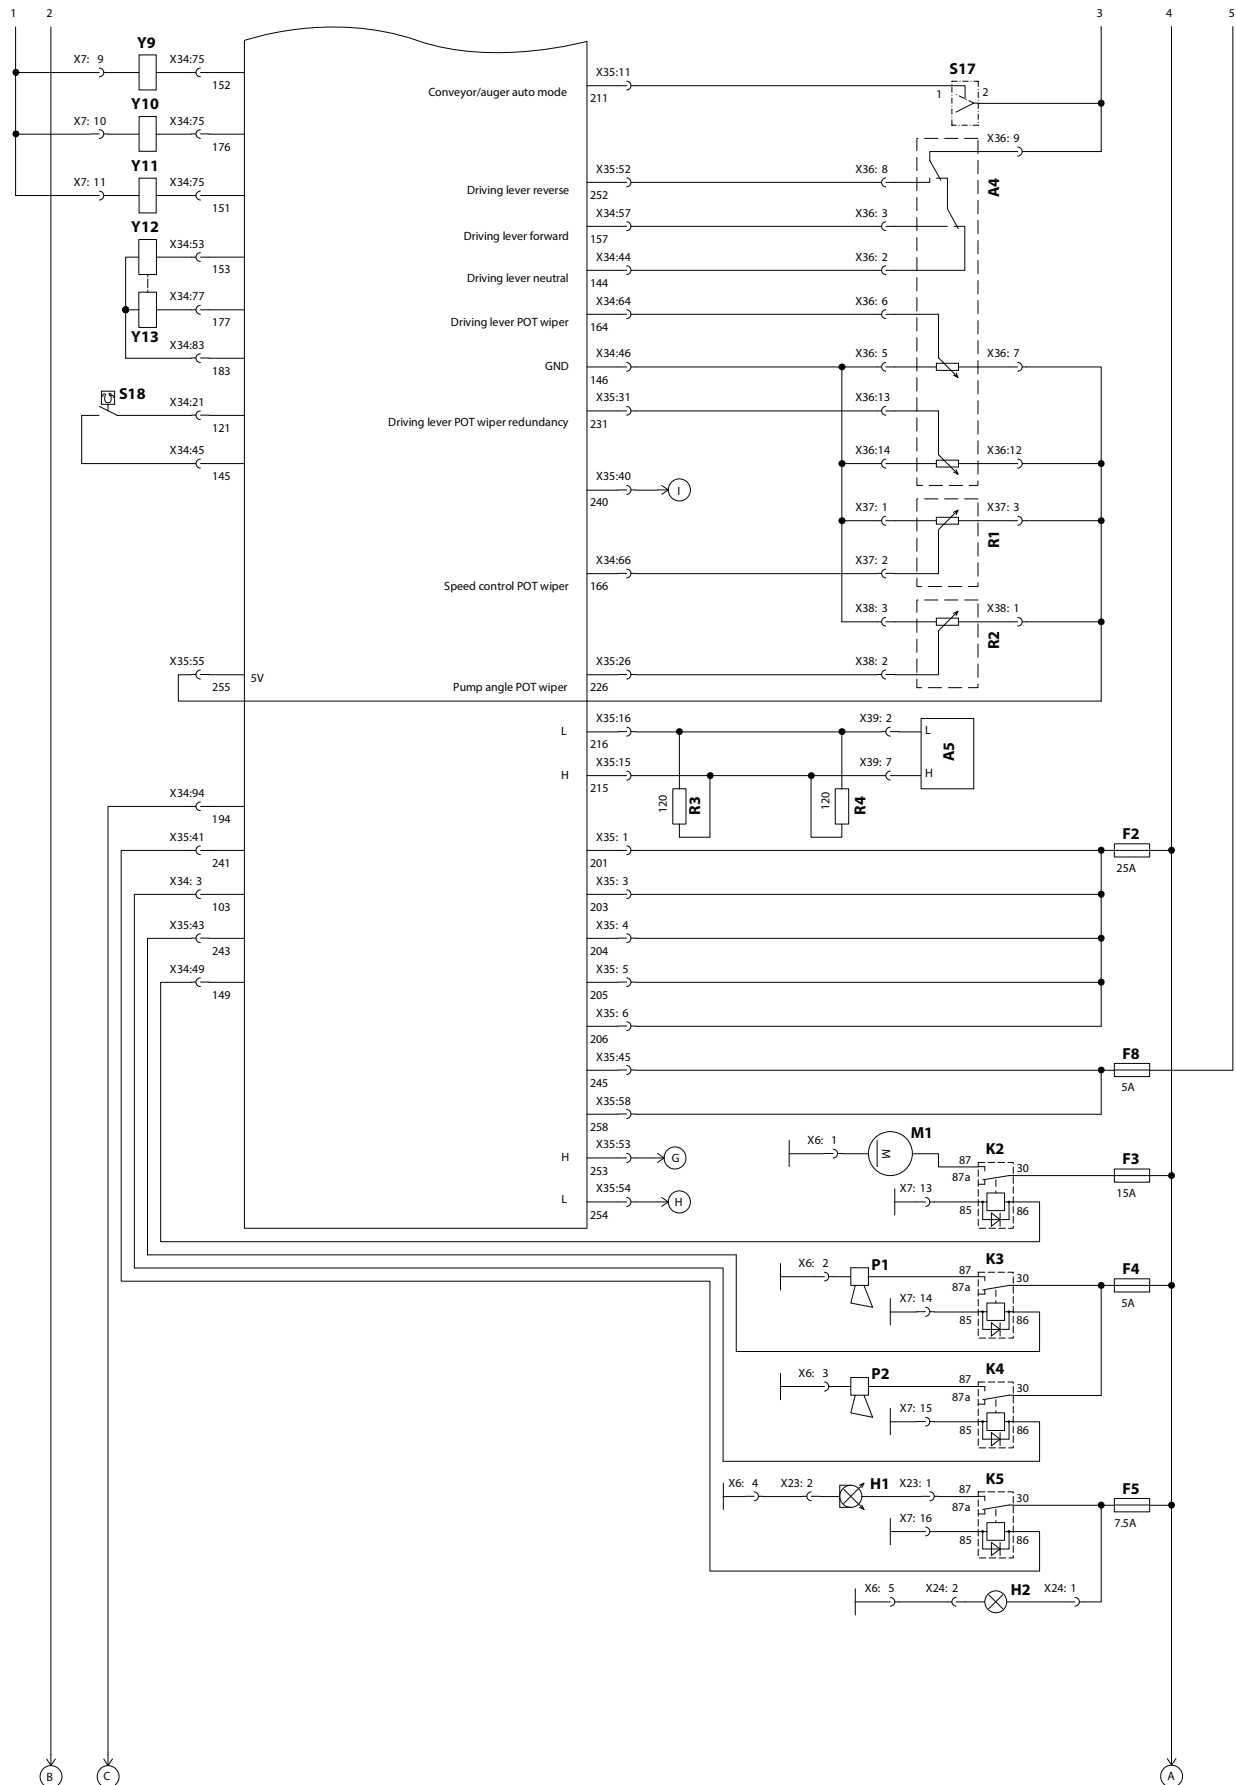 1 2 3 4 5
Y9
X7: 9 X34:75
152
Y10
X7: 10 X34:75
176
Y11
X7: 11 X34:75
151
Y12
X34:53
153
X34:77
177
Y13
X34:83
183
S18
X34:21
121
X34:45
145
X35:55
255
5V
X34:94
194
X35:41
241
X34: 3
103
X35:43
243
X34:49
149
Conveyor/auger auto mode
X35:11
211
S17
1 2
X36: 9
A4
Driving lever reverse
X35:52
252
X36: 8
Driving lever forward
X34:57
157
X36: 3
Driving lever neutral
X34:44
144
X36: 2
Driving lever POT wiper
X34:64
164
X36: 6
GND
X34:46
146
X36: 5 X36: 7
Driving lever POT wiper redundancy
X35:31
231
X36:13
X36:14 X36:12
X35:40
240
I
X37: 1 X37: 3
R1
Speed control POT wiper
X34:66
166
X37: 2
X38: 3 X38: 1
R2
Pump angle POT wiper
X35:26
226
X38: 2
L
X35:16
216
X39: 2
L
A5
H
X35:15
215
X39: 7
H
120
R3
120
R4
X35: 1
201
F2
25A
X35: 3
203
X35: 4
204
X35: 5
205
X35: 6
206
X35:45
245
F8
5A
X35:58
258
H
X35:53
253
G
L
X35:54
254
H
X6: 1
M
M1
K2
87
87a
30
X7: 13
85 86
F3
15A
X6: 2
P1
K3
87
87a
30
X7: 14
85 86
F4
5A
X6: 3
P2
K4
87
87a
30
X7: 15
85 86
X6: 4 X23: 2
H1
X23: 1
K5
87
87a
30
X7: 16
85 86
F5
7.5A
X6: 5 X24: 2
H2
X24: 1
B C A